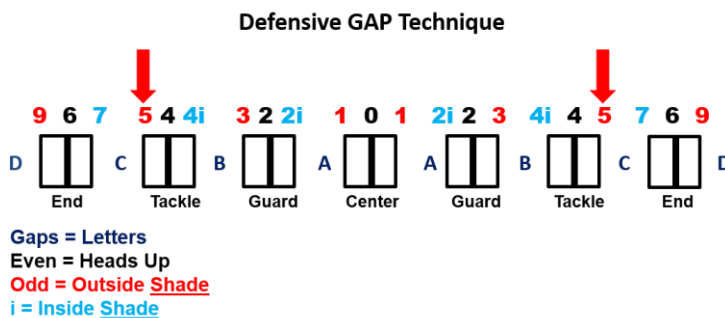 Defensive GAP Technique
9 6 7 5 4 4i 3 2 2i 1 0 1 2i 2 3 4i 4 5 7 6 9
D C B A A B C D
End Tackle Guard Center Guard Tackle End
Gaps = Letters
Even = Heads Up
Odd = Outside Shade
i = Inside Shade